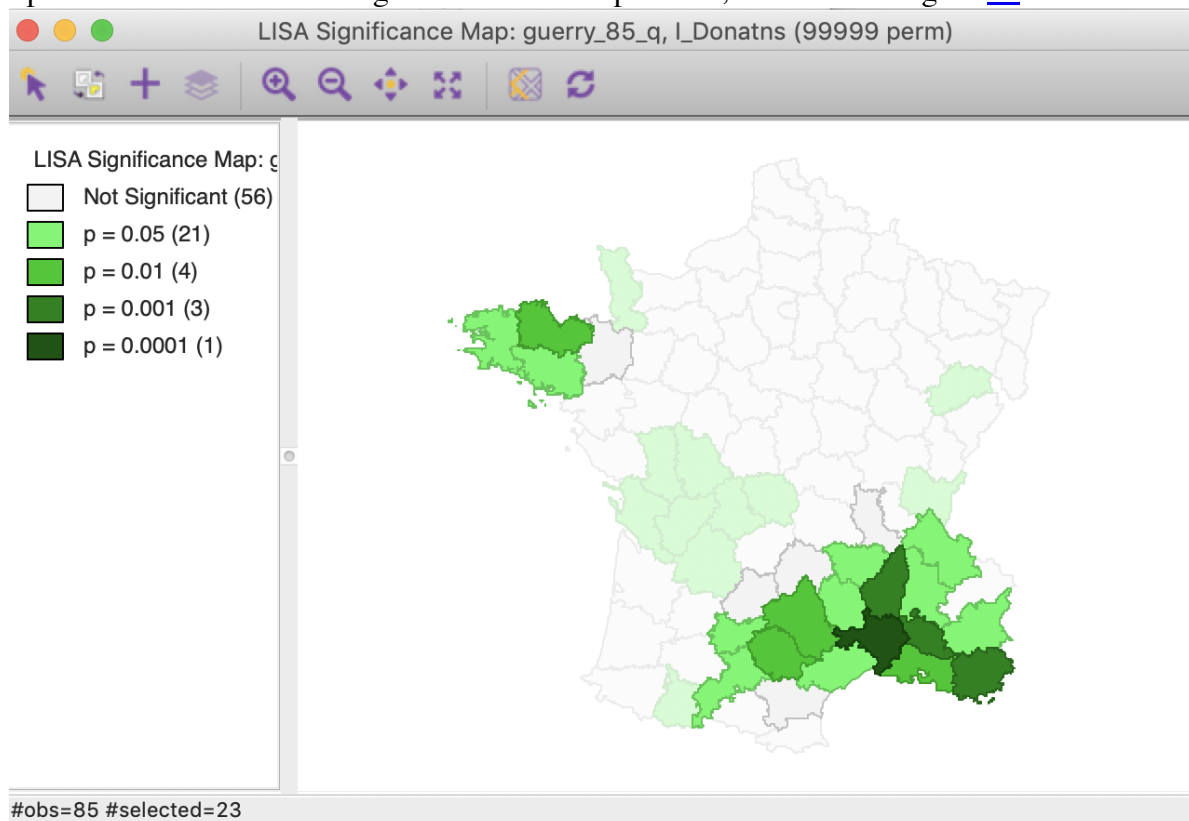 LISA Significance Map: guerry_85_q, I_Donatns (99999 perm)
LISA Significance Map: g
Not Significant (56)
p = 0.05 (21)
p = 0.01 (4)
p = 0.001 (3)
p = 0.0001 (1)
#obs=85 #selected=23